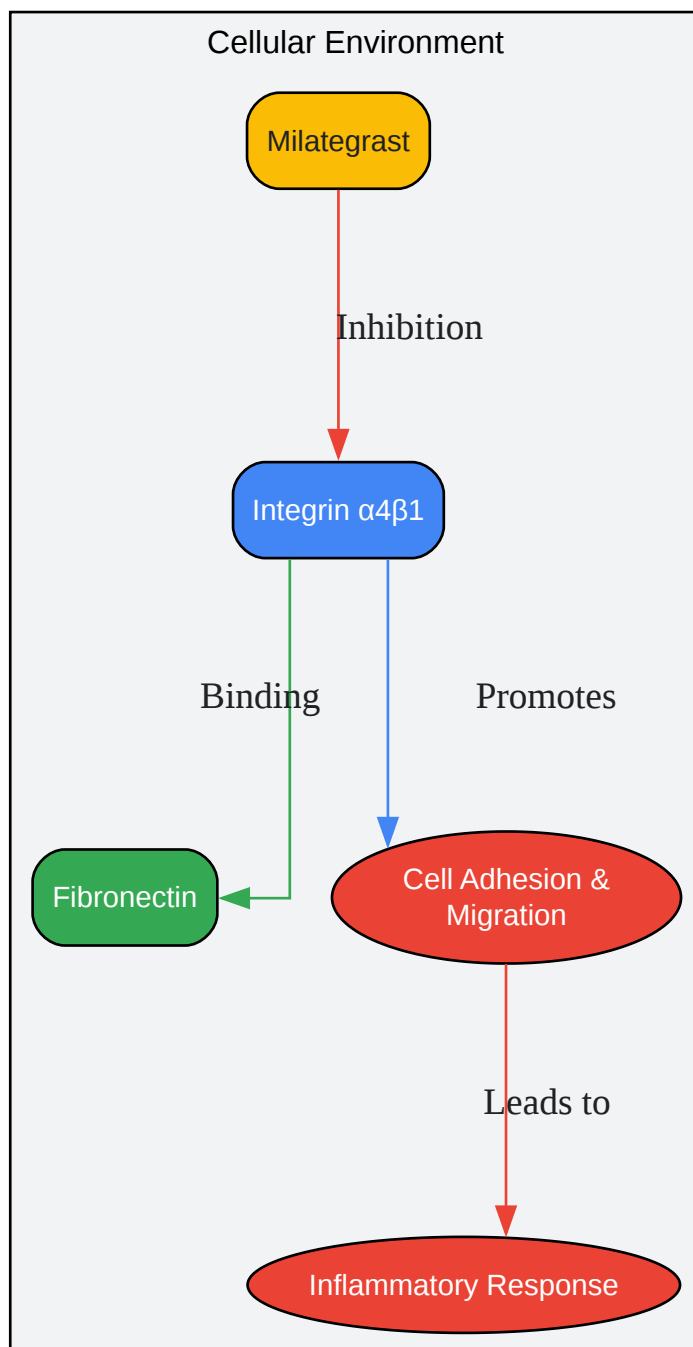 Cellular Environment
Milategrast
Inhibition
Integrin α4β1
Binding
Promotes
Fibronectin
Cell Adhesion &
Migration
Leads to
Inflammatory Response